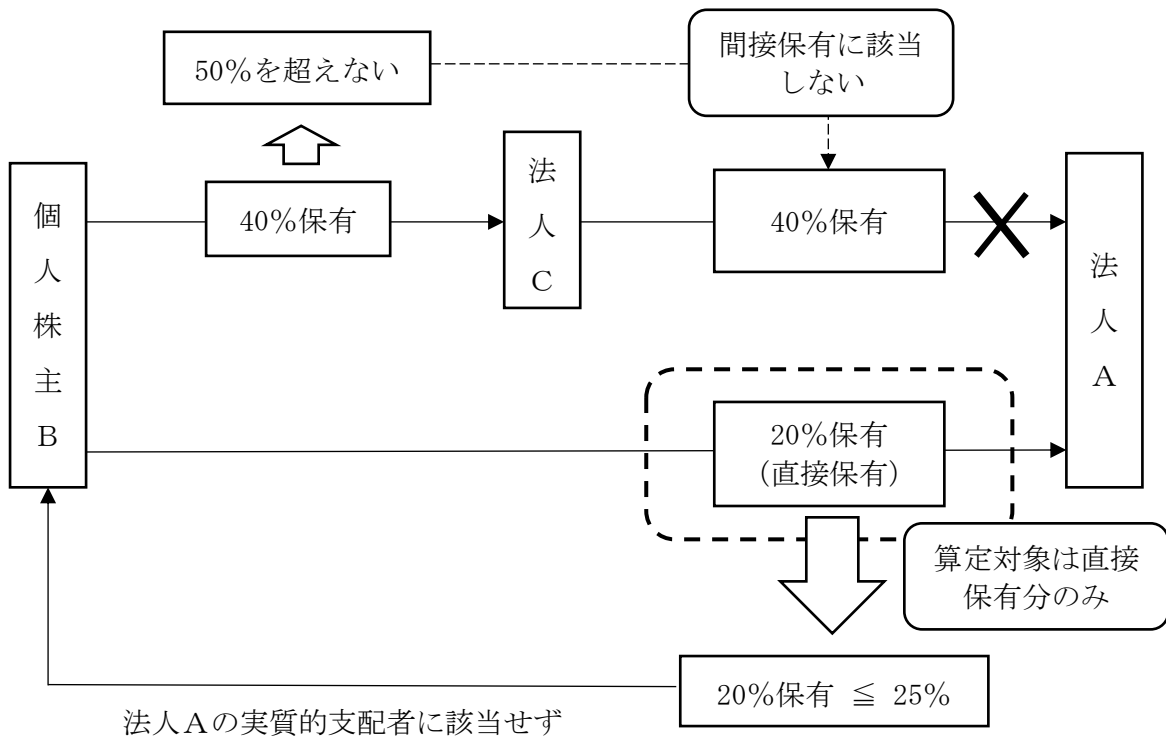 50％を超えない
間接保有に該当
しない
個人株主Ｂ
40％保有
法人Ｃ
40％保有
法人Ａ
20％保有
（直接保有）
算定対象は直接
保有分のみ
20％保有 ≦ 25％
法人Ａの実質的支配者に該当せず